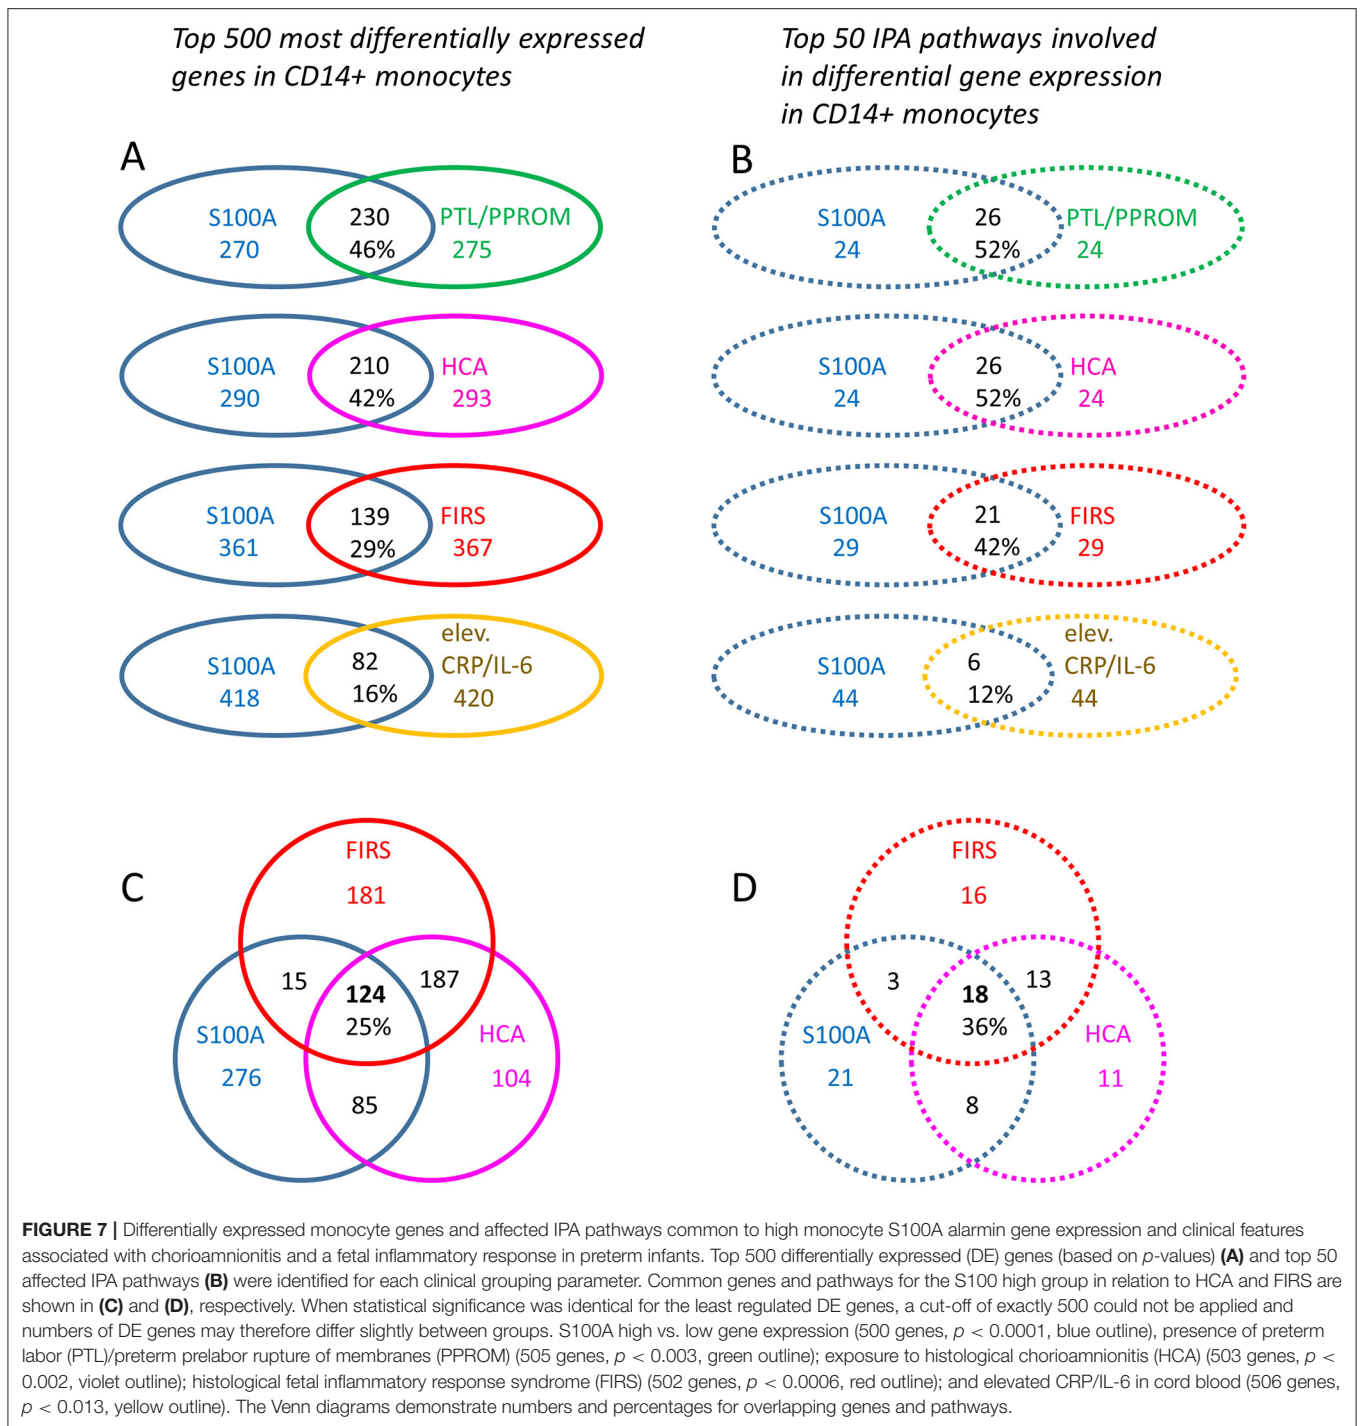 Top 500 most differentially expressed
genes in CD14+ monocytes
Top 50 IPA pathways involved
in differential gene expression
in CD14+ monocytes
A
S100A
270
230
46%
PTL/PPROM
275
S100A
290
210
42%
HCA
293
S100A
361
139
29%
FIRS
367
S100A
418
82
16%
elev.
CRP/IL-6
420
B
S100A
24
26
52%
PTL/PPROM
24
S100A
24
26
52%
HCA
24
S100A
29
21
42%
FIRS
29
S100A
44
6
12%
elev.
CRP/IL-6
44
C
FIRS
181
15
124
25%
187
S100A
276
HCA
104
85
D
FIRS
16
3
18
36%
13
S100A
21
HCA
11
8
FIGURE 7 | Differentially expressed monocyte genes and affected IPA pathways common to high monocyte S100A alarmin gene expression and clinical features
associated with chorioamnionitis and a fetal inflammatory response in preterm infants. Top 500 differentially expressed (DE) genes (based on p-values) (A) and top 50
affected IPA pathways (B) were identified for each clinical grouping parameter. Common genes and pathways for the S100 high group in relation to HCA and FIRS are
shown in (C) and (D), respectively. When statistical significance was identical for the least regulated DE genes, a cut-off of exactly 500 could not be applied and
numbers of DE genes may therefore differ slightly between groups. S100A high vs. low gene expression (500 genes, p < 0.0001, blue outline), presence of preterm
labor (PTL)/preterm prelabor rupture of membranes (PPROM) (505 genes, p < 0.003, green outline); exposure to histological chorioamnionitis (HCA) (503 genes, p <
0.002, violet outline); histological fetal inflammatory response syndrome (FIRS) (502 genes, p < 0.0006, red outline); and elevated CRP/IL-6 in cord blood (506 genes,
p < 0.013, yellow outline). The Venn diagrams demonstrate numbers and percentages for overlapping genes and pathways.